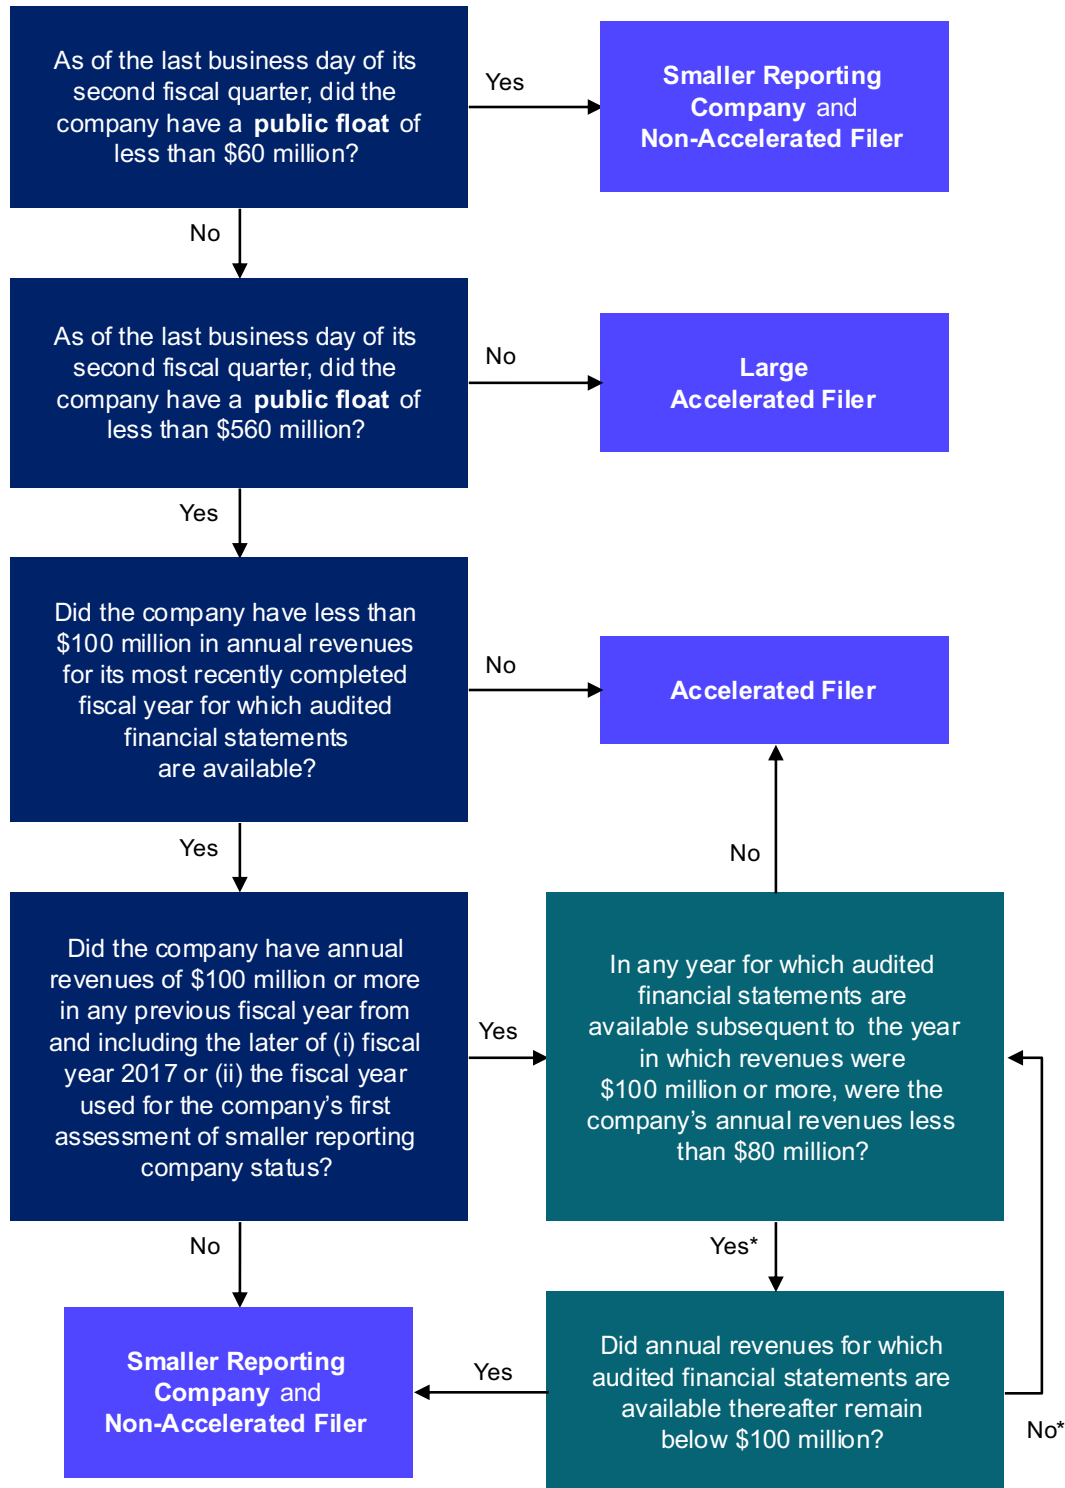 As of the last business day of its
second fiscal quarter, did the
company have a public float of
less than $60 million?
Yes
Smaller Reporting
Company and
Non-Accelerated Filer
No
As of the last business day of its
second fiscal quarter, did the
company have a public float of
less than $560 million?
No
Large
Accelerated Filer
Yes
Did the company have less than
$100 million in annual revenues
for its most recently completed
fiscal year for which audited
financial statements
are available?
No
Accelerated Filer
Yes
No
Did the company have annual
revenues of $100 million or more
in any previous fiscal year from
and including the later of (i) fiscal
year 2017 or (ii) the fiscal year
used for the company's first
assessment of smaller reporting
company status?
Yes
In any year for which audited
financial statements are
available subsequent to the year
in which revenues were
$100 million or more, were the
company's annual revenues less
than $80 million?
No
Yes*
Smaller Reporting
Company and
Non-Accelerated Filer
Yes
Did annual revenues for which
audited financial statements are
available thereafter remain
below $100 million?
No*